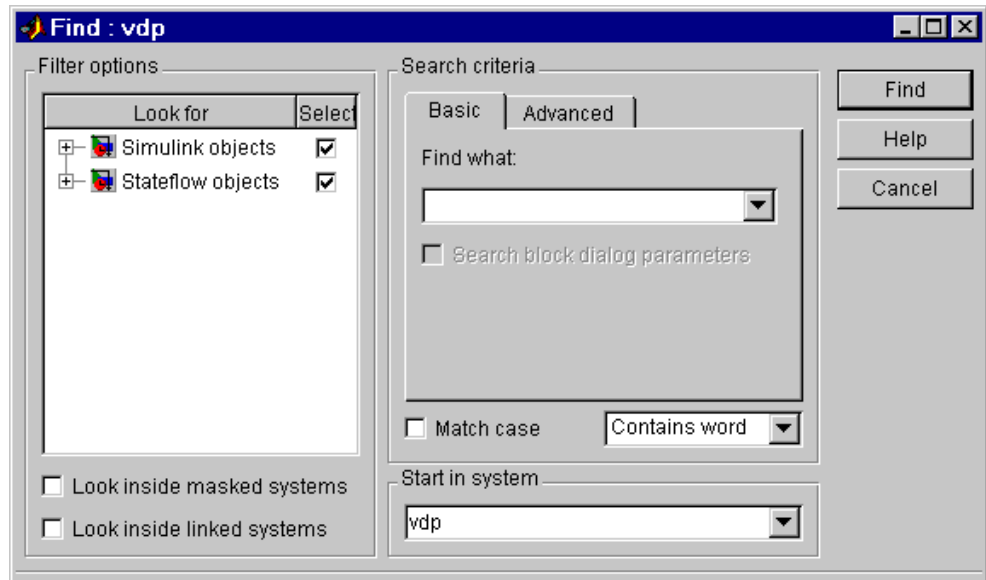 Find : vdp
Filter options
Look for Select
Simulink objects
Stateflow objects
Look inside masked systems
Look inside linked systems
Search criteria
Basic Advanced
Find what:
Search block dialog parameters
Match case Contains word
Start in system
vdp
Find
Help
Cancel